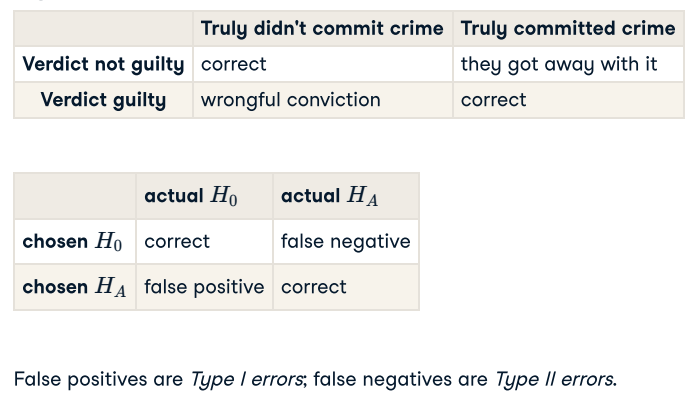 Truly didn't commit crime Truly committed crime
Verdict not guilty correct they got away with it
Verdict guilty wrongful conviction correct
actual H₀ actual H_A
chosen H₀ correct false negative
chosen H_A false positive correct
False positives are Type I errors; false negatives are Type II errors.